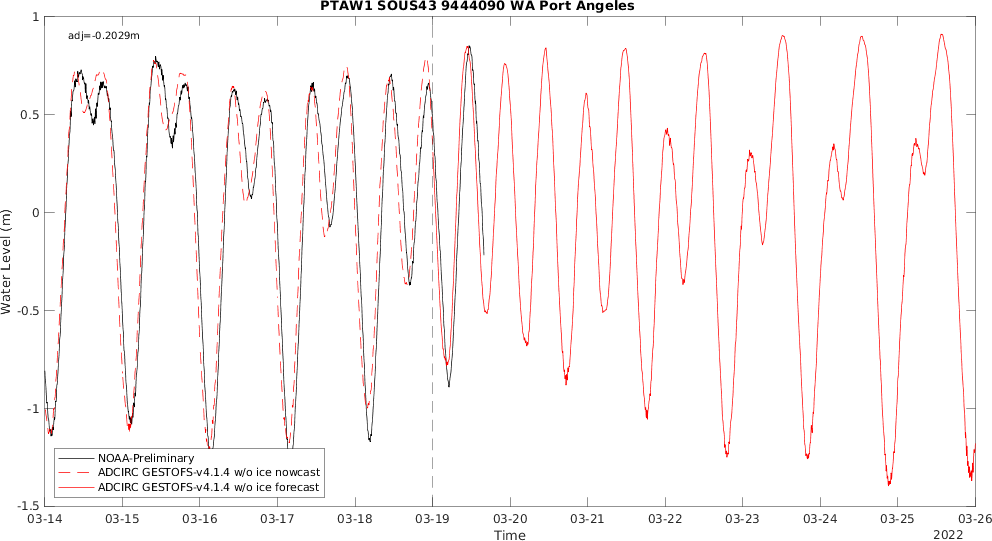 PTAW1 SOUS43 9444090 WA Port Angeles
adj=-0.2029m
1
0.5
0
-0.5
-1
-1.5
Water Level (m)
NOAA-Preliminary
ADCIRC GESTOFS-v4.1.4 w/o ice nowcast
ADCIRC GESTOFS-v4.1.4 w/o ice forecast
03-14 03-15 03-16 03-17 03-18 03-19 03-20 03-21 03-22 03-23 03-24 03-25 03-26
Time
2022